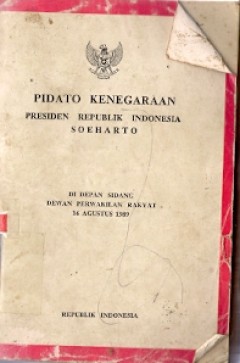 PIDATO KENEGARAAN
PRESIDEN REPUBLIK INDONESIA
SOEHARTO
DI DEPAN SIDANG
DEWAN PERWAKILAN RAKYAT
16 AGUSTUS 1989
REPUBLIK INDONESIA